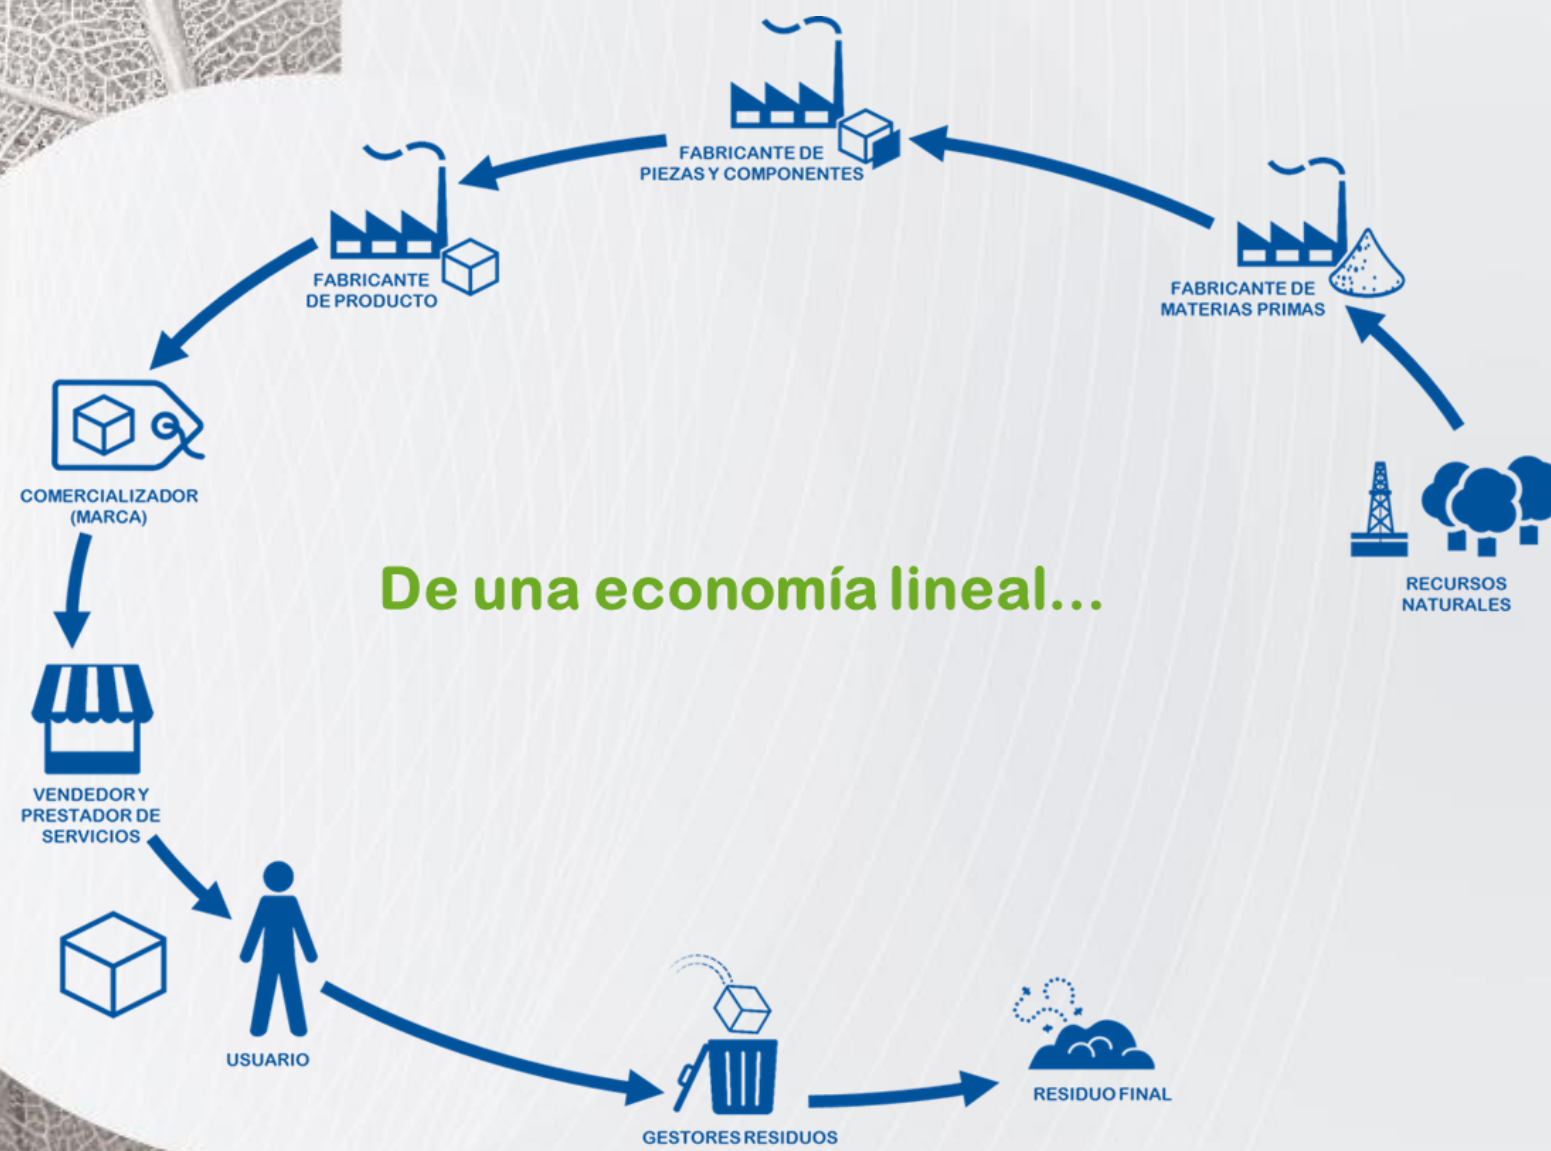 FABRICANTE DE
PIEZAS Y COMPONENTES
FABRICANTE
DE PRODUCTO
FABRICANTE DE
MATERIAS PRIMAS
COMERCIALIZADOR
(MARCA)
De una economía lineal...
RECURSOS
NATURALES
VENDEDOR Y
PRESTADOR DE
SERVICIOS
USUARIO
RESIDUO FINAL
GESTORES RESIDUOS